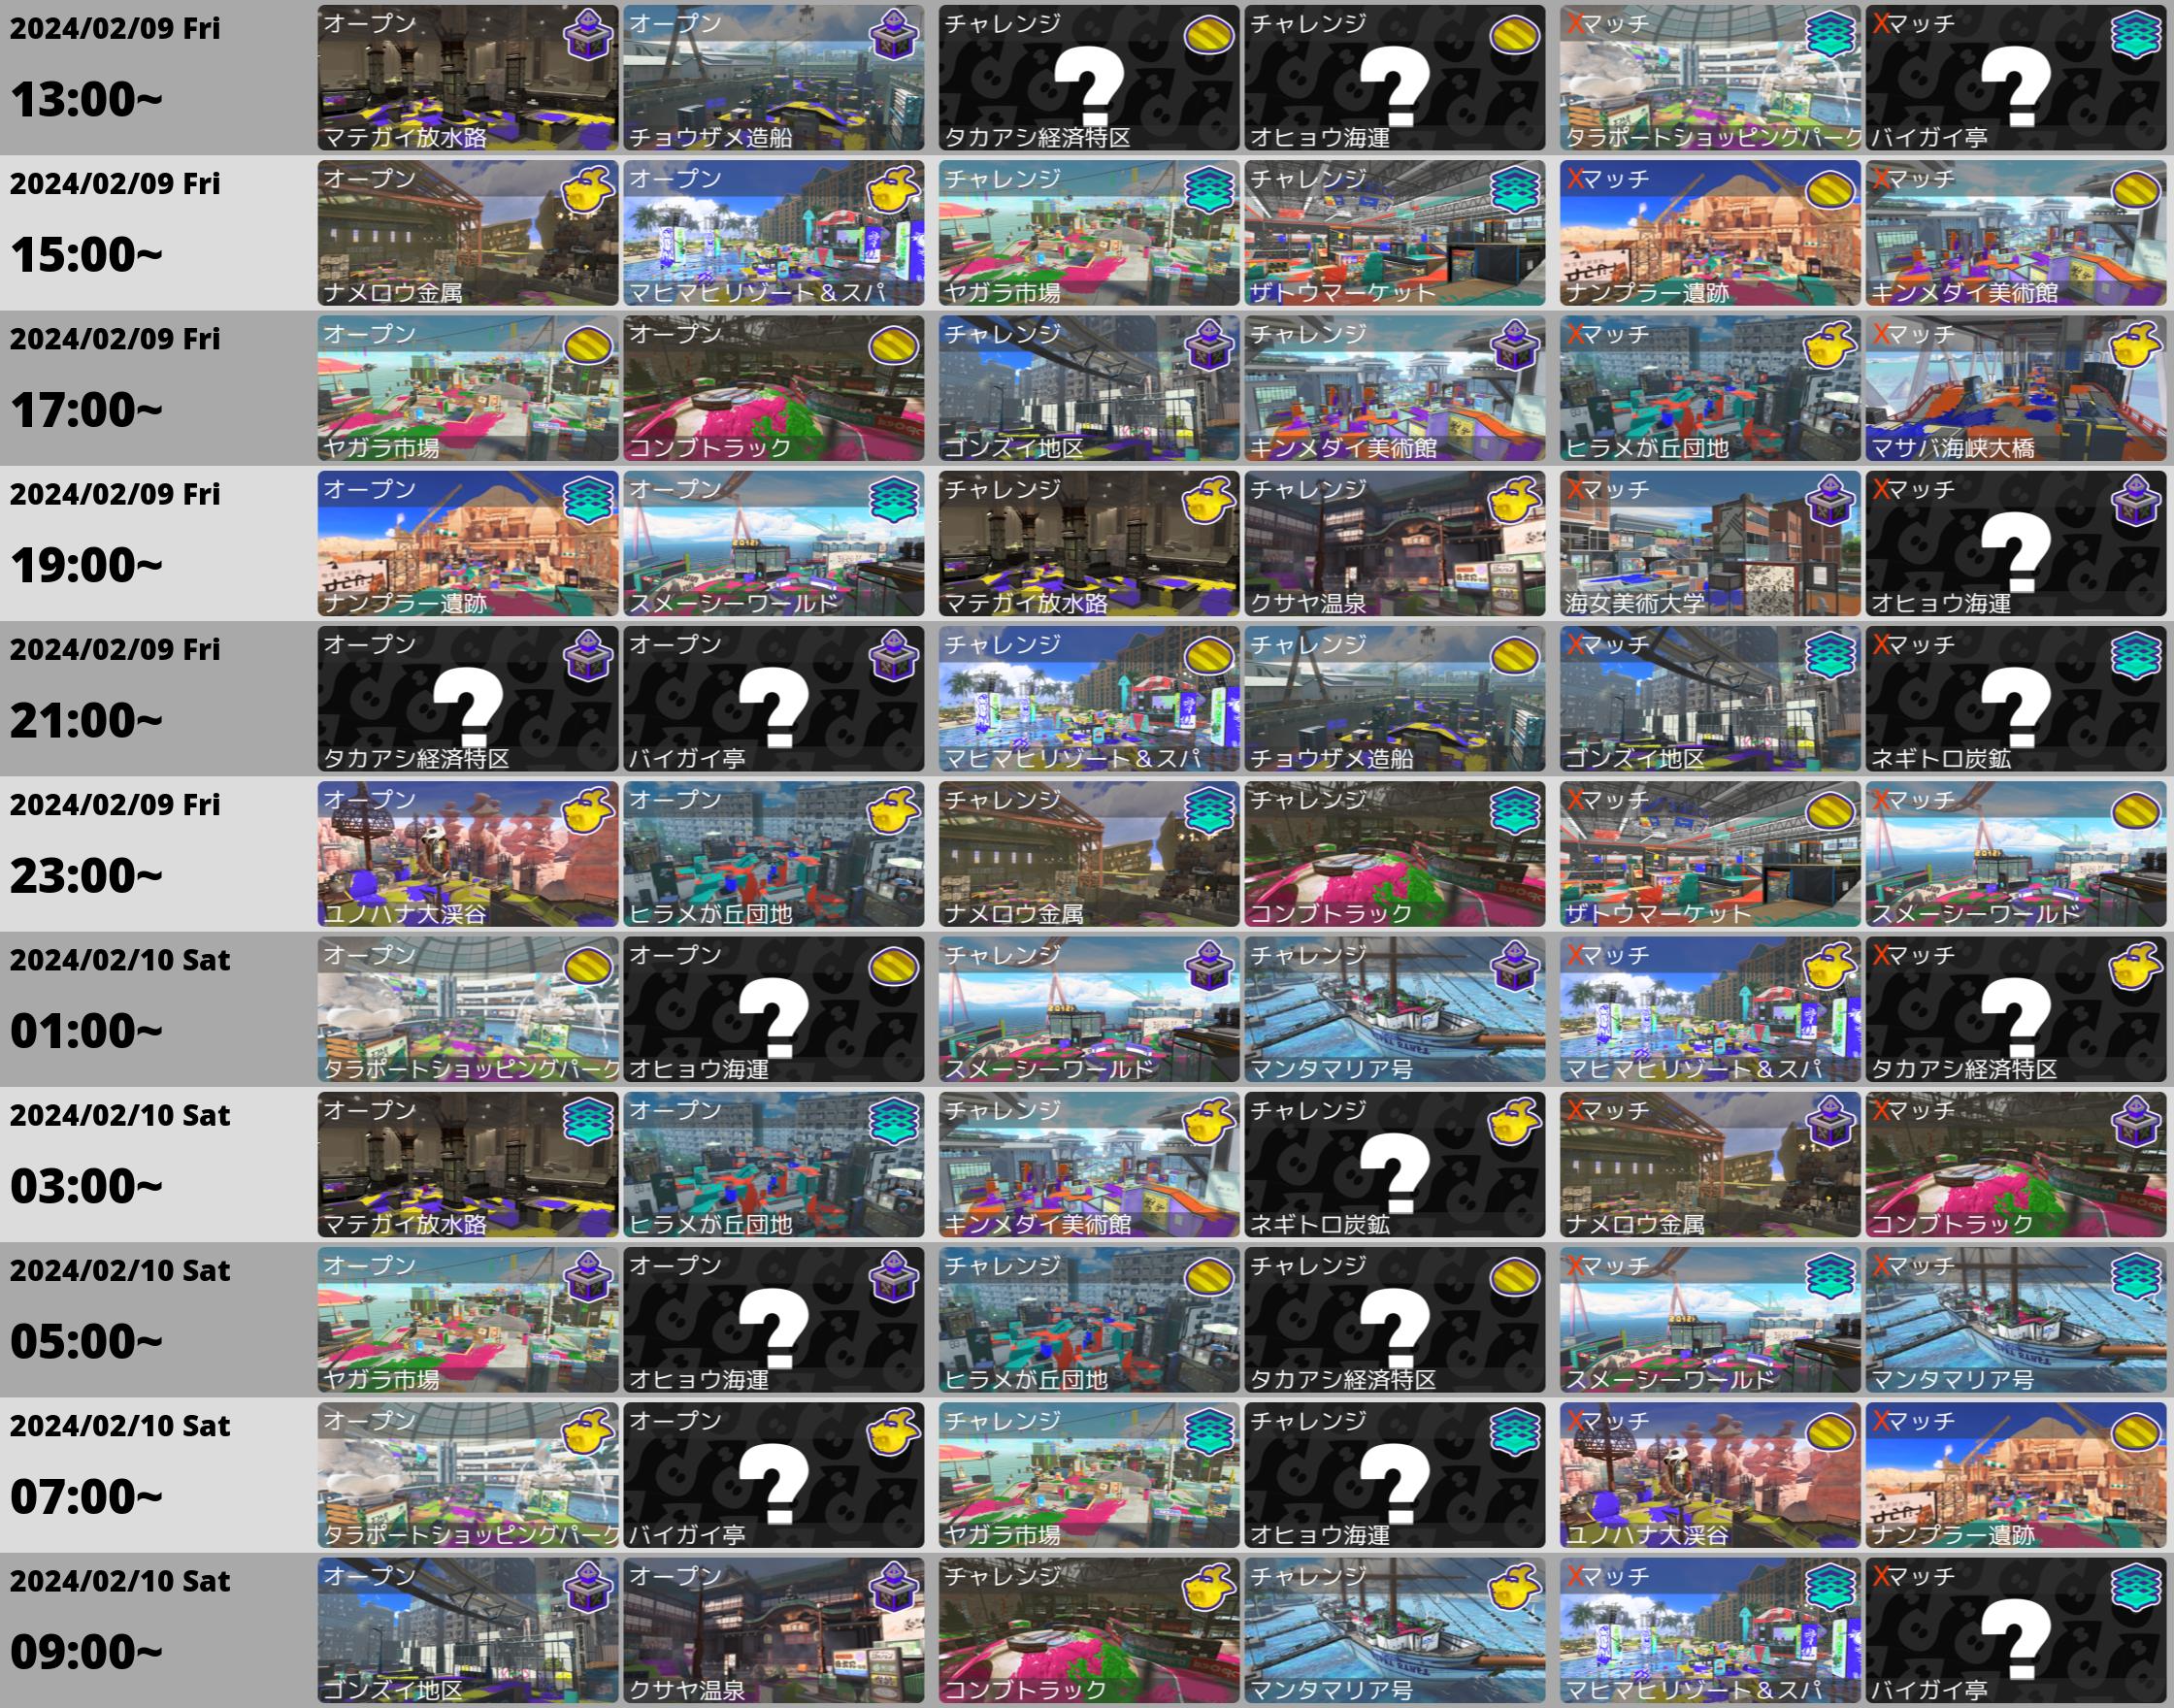 2024/02/09 Fri
13:00~
オープン
マテガイ放水路
オープン
チョウザメ造船
チャレンジ
?
タカアシ経済特区
チャレンジ
?
オヒョウ海運
Xマッチ
タラポートショッピングパーク
Xマッチ
?
バイガイ亭
2024/02/09 Fri
15:00~
オープン
ナメロウ金属
オープン
マヒマヒリゾート&スパ
チャレンジ
ヤガラ市場
チャレンジ
ザトウマーケット
Xマッチ
ナンプラー遺跡
Xマッチ
キンメダイ美術館
2024/02/09 Fri
17:00~
オープン
ヤガラ市場
オープン
コンブトラック
チャレンジ
ゴンズイ地区
チャレンジ
キンメダイ美術館
Xマッチ
ヒラメが丘団地
Xマッチ
マサバ海峡大橋
2024/02/09 Fri
19:00~
オープン
ナンプラー遺跡
オープン
スメーシーワールド
チャレンジ
マテガイ放水路
チャレンジ
クサヤ温泉
Xマッチ
海女美術大学
Xマッチ
?
オヒョウ海運
2024/02/09 Fri
21:00~
オープン
?
タカアシ経済特区
オープン
?
バイガイ亭
チャレンジ
マヒマヒリゾート&スパ
チャレンジ
チョウザメ造船
Xマッチ
ゴンズイ地区
Xマッチ
?
ネギトロ炭鉱
2024/02/09 Fri
23:00~
オープン
ユノハナ大渓谷
オープン
ヒラメが丘団地
チャレンジ
ナメロウ金属
チャレンジ
コンブトラック
Xマッチ
ザトウマーケット
Xマッチ
スメーシーワールド
2024/02/10 Sat
01:00~
オープン
タラポートショッピングパーク
オープン
?
オヒョウ海運
チャレンジ
スメーシーワールド
チャレンジ
マンタマリア号
Xマッチ
マヒマヒリゾート&スパ
Xマッチ
?
タカアシ経済特区
2024/02/10 Sat
03:00~
オープン
マテガイ放水路
オープン
ヒラメが丘団地
チャレンジ
キンメダイ美術館
チャレンジ
?
ネギトロ炭鉱
Xマッチ
ナメロウ金属
Xマッチ
コンブトラック
2024/02/10 Sat
05:00~
オープン
ヤガラ市場
オープン
?
オヒョウ海運
チャレンジ
ヒラメが丘団地
チャレンジ
?
タカアシ経済特区
Xマッチ
スメーシーワールド
Xマッチ
マンタマリア号
2024/02/10 Sat
07:00~
オープン
タラポートショッピングパーク
オープン
?
バイガイ亭
チャレンジ
ヤガラ市場
チャレンジ
?
オヒョウ海運
Xマッチ
ユノハナ大渓谷
Xマッチ
ナンプラー遺跡
2024/02/10 Sat
09:00~
オープン
ゴンズイ地区
オープン
クサヤ温泉
チャレンジ
コンブトラック
チャレンジ
マンタマリア号
Xマッチ
マヒマヒリゾート&スパ
Xマッチ
?
バイガイ亭